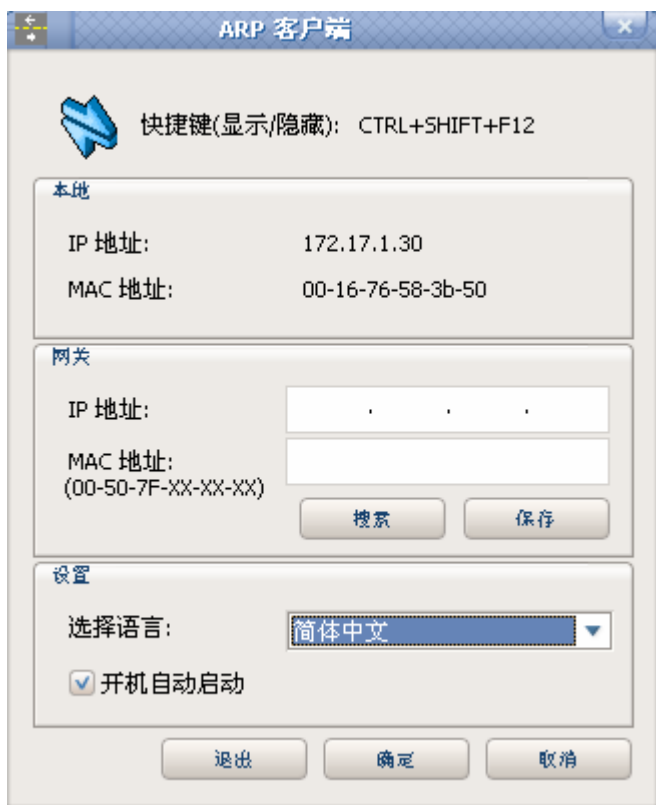 ARP 客户端
快捷键(显示/隐藏): CTRL+SHIFT+F12
本地
IP 地址: 172.17.1.30
MAC 地址: 00-16-76-58-3b-50
网关
IP 地址: . . .
MAC 地址:
(00-50-7F-XX-XX-XX)
搜索 保存
设置
选择语言: 简体中文
开机自动启动
退出 确定 取消